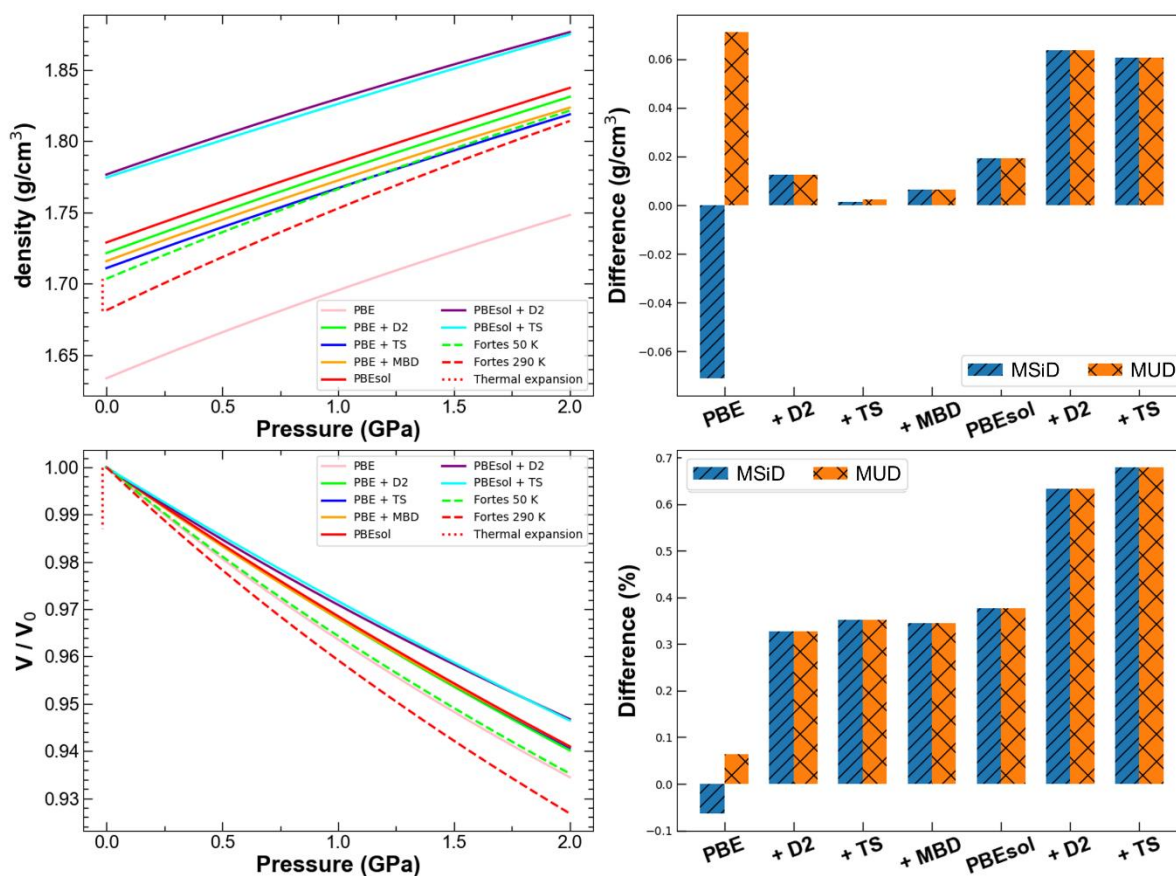 density (g/cm³)
1.85
1.80
1.75
1.70
1.65
PBE
PBE + D2
PBE + TS
PBE + MBD
PBEsol
PBEsol + D2
PBEsol + TS
Fortes 50 K
Fortes 290 K
Thermal expansion
0.0 0.5 1.0 1.5 2.0
Pressure (GPa)
Difference (g/cm³)
0.06
0.04
0.02
0.00
−0.02
−0.04
−0.06
MSiD MUD
PBE + D2 + TS + MBD PBEsol + D2 + TS
V / V₀
1.00
0.99
0.98
0.97
0.96
0.95
0.94
0.93
PBE
PBE + D2
PBE + TS
PBE + MBD
PBEsol
PBEsol + D2
PBEsol + TS
Fortes 50 K
Fortes 290 K
Thermal expansion
0.0 0.5 1.0 1.5 2.0
Pressure (GPa)
Difference (%)
0.7
0.6
0.5
0.4
0.3
0.2
0.1
0.0
−0.1
MSiD MUD
PBE + D2 + TS + MBD PBEsol + D2 + TS